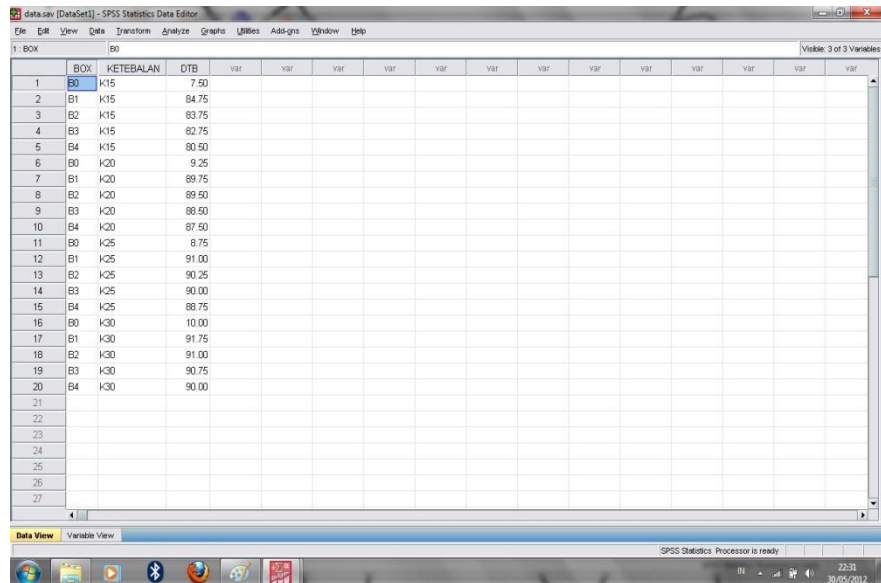 data.sav [DataSet1] - SPSS Statistics Data Editor
File Edit View Data Transform Analyze Graphs Utilities Add-ons Window Help
1 : BOX B0 Visible: 3 of 3 Variables
BOX KETEBALAN DTB var var var var var var var var var var var
1 B0 K15 7.50
2 B1 K15 84.75
3 B2 K15 83.75
4 B3 K15 82.75
5 B4 K15 80.50
6 B0 K20 9.25
7 B1 K20 89.75
8 B2 K20 89.50
9 B3 K20 88.50
10 B4 K20 87.50
11 B0 K25 8.75
12 B1 K25 91.00
13 B2 K25 90.25
14 B3 K25 90.00
15 B4 K25 88.75
16 B0 K30 10.00
17 B1 K30 91.75
18 B2 K30 91.00
19 B3 K30 90.75
20 B4 K30 90.00
21
22
23
24
25
26
27
Data View Variable View
SPSS Statistics Processor is ready
IN 22:31
30/05/2012